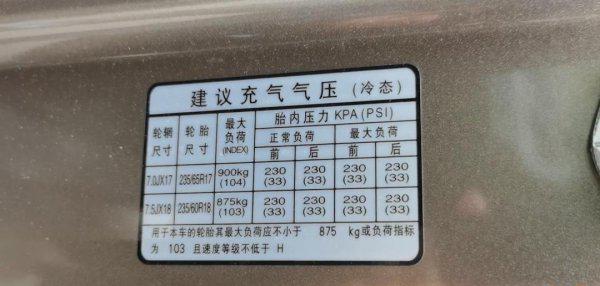 建议充气气压(冷态)
轮辋尺寸 轮胎尺寸 最大负荷(INDEX) 胎内压力 KPA(PSI)
正常负荷 最大负荷
前 后 前 后
7.0JX17 235/65R17 900kg(104) 230(33) 230(33) 230(33) 230(33)
7.5JX18 235/60R18 875kg(103) 230(33) 230(33) 230(33) 230(33)
用于本车的轮胎其最大负荷应不小于 875 kg或负荷指标
为 103 且速度等级不低于 H